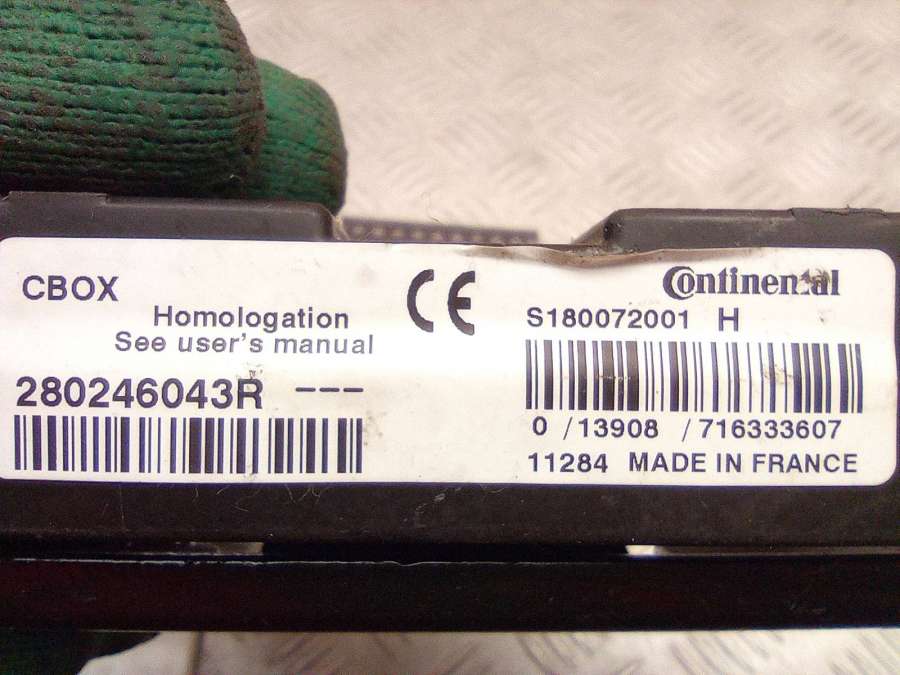 CBOX
Homologation
See user's manual
280246043R ---
CE
Continental
S180072001 H
0 /13908 /716333607
11284 MADE IN FRANCE